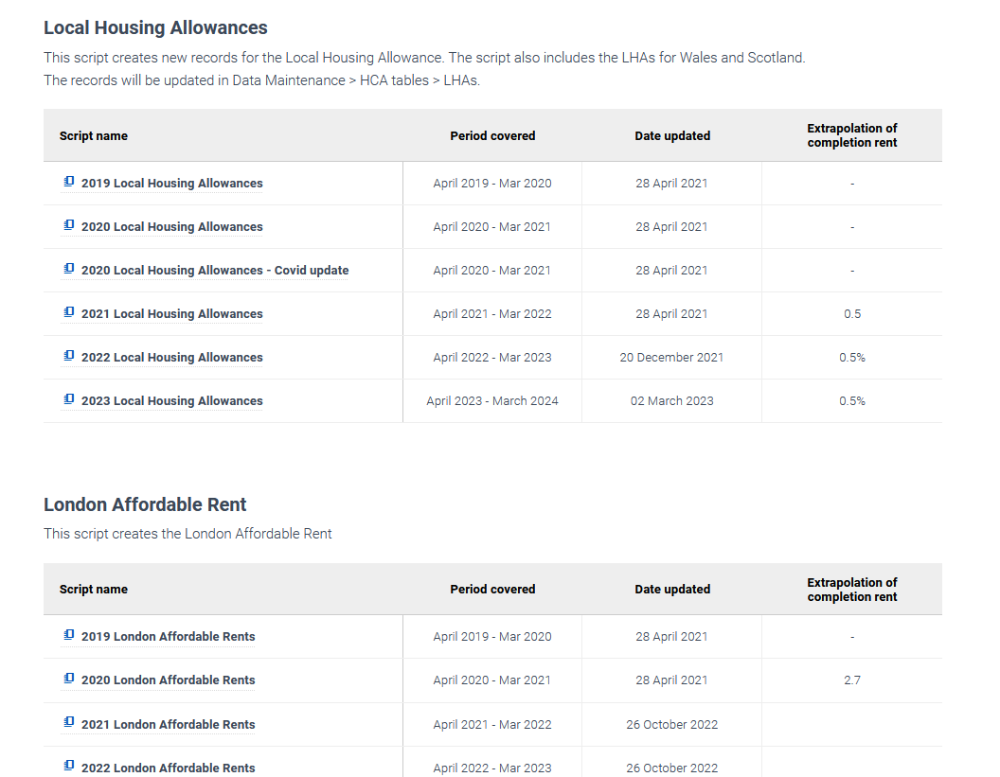 Local Housing Allowances
This script creates new records for the Local Housing Allowance. The script also includes the LHAs for Wales and Scotland.
The records will be updated in Data Maintenance > HCA tables > LHAs.
Script name Period covered Date updated Extrapolation of completion rent
2019 Local Housing Allowances April 2019 - Mar 2020 28 April 2021 -
2020 Local Housing Allowances April 2020 - Mar 2021 28 April 2021 -
2020 Local Housing Allowances - Covid update April 2020 - Mar 2021 28 April 2021 -
2021 Local Housing Allowances April 2021 - Mar 2022 28 April 2021 0.5
2022 Local Housing Allowances April 2022 - Mar 2023 20 December 2021 0.5%
2023 Local Housing Allowances April 2023 - March 2024 02 March 2023 0.5%
London Affordable Rent
This script creates the London Affordable Rent
Script name Period covered Date updated Extrapolation of completion rent
2019 London Affordable Rents April 2019 - Mar 2020 28 April 2021 -
2020 London Affordable Rents April 2020 - Mar 2021 28 April 2021 2.7
2021 London Affordable Rents April 2021 - Mar 2022 26 October 2022
2022 London Affordable Rents April 2022 - Mar 2023 26 October 2022